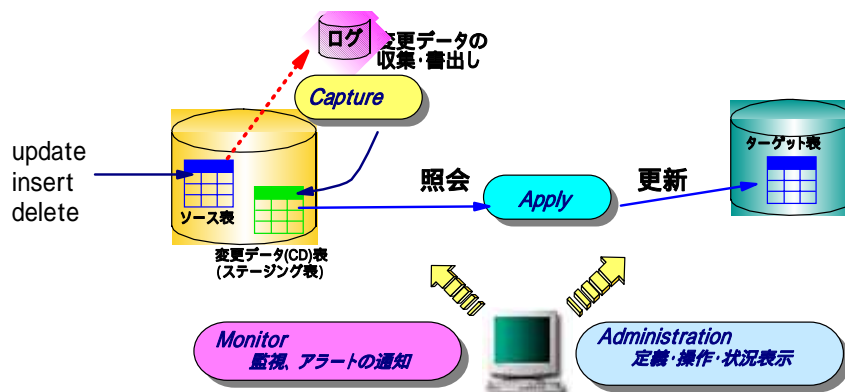 ログ
変更データの
収集・書出し
Capture
update
insert
delete
ソース表
変更データ(CD)表
(ステージング表)
照会
Apply
更新
ターゲット表
Monitor
監視、アラートの通知
Administration
定義・操作・状況表示